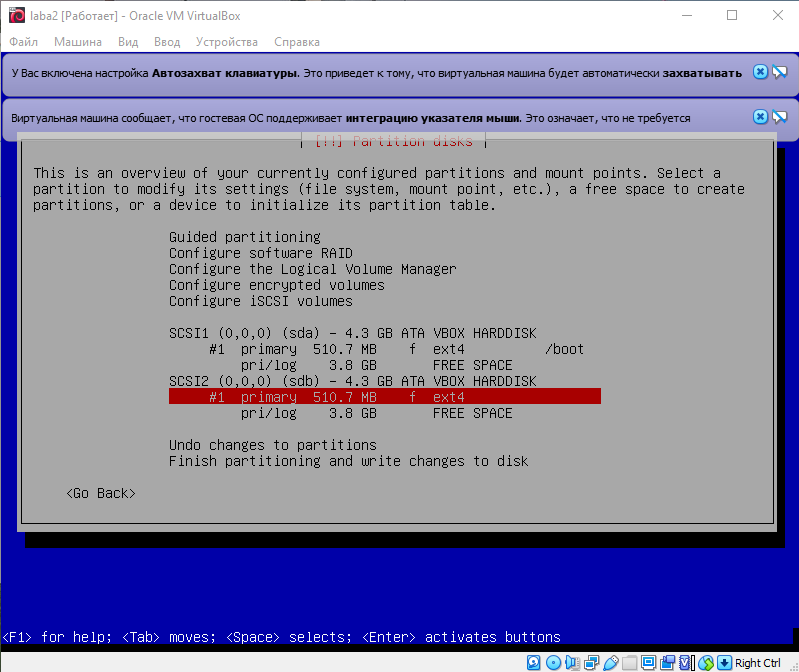 laba2 [Работает] - Oracle VM VirtualBox
Файл Машина Вид Ввод Устройства Справка
У Вас включена настройка Автозахват клавиатуры. Это приведет к тому, что виртуальная машина будет автоматически захватывать
Виртуальная машина сообщает, что гостевая ОС поддерживает интеграцию указателя мыши. Это означает, что не требуется
[!!] Partition disks
This is an overview of your currently configured partitions and mount points. Select a
partition to modify its settings (file system, mount point, etc.), a free space to create
partitions, or a device to initialize its partition table.
Guided partitioning
Configure software RAID
Configure the Logical Volume Manager
Configure encrypted volumes
Configure iSCSI volumes
SCSI1 (0,0,0) (sda) - 4.3 GB ATA VBOX HARDDISK
#1 primary 510.7 MB f ext4 /boot
pri/log 3.8 GB FREE SPACE
SCSI2 (0,0,0) (sdb) - 4.3 GB ATA VBOX HARDDISK
#1 primary 510.7 MB f ext4
pri/log 3.8 GB FREE SPACE
Undo changes to partitions
Finish partitioning and write changes to disk
<Go Back>
<F1> for help; <Tab> moves; <Space> selects; <Enter> activates buttons
Right Ctrl